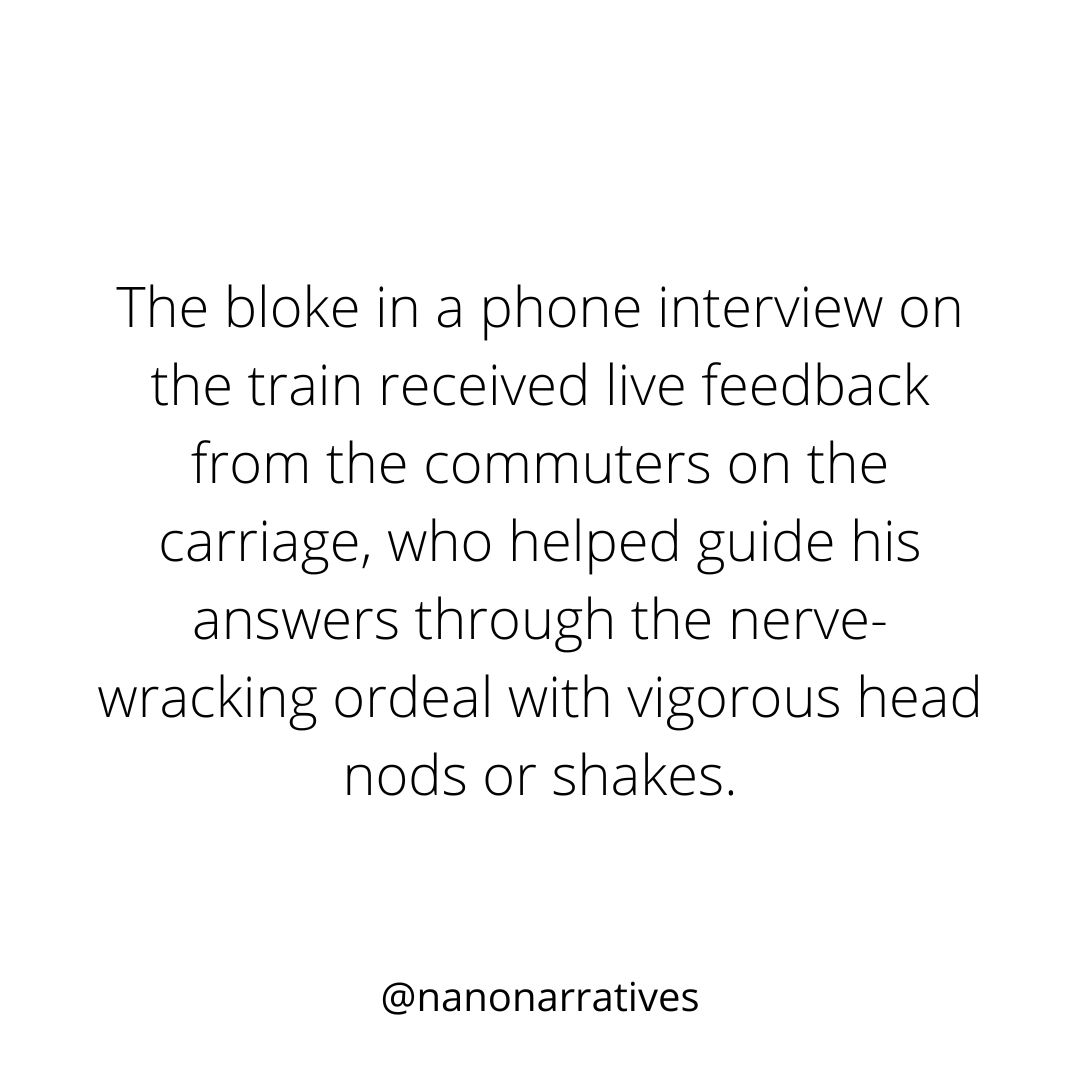 The bloke in a phone interview on
the train received live feedback
from the commuters on the
carriage, who helped guide his
answers through the nerve-
wracking ordeal with vigorous head
nods or shakes.
@nanonarratives